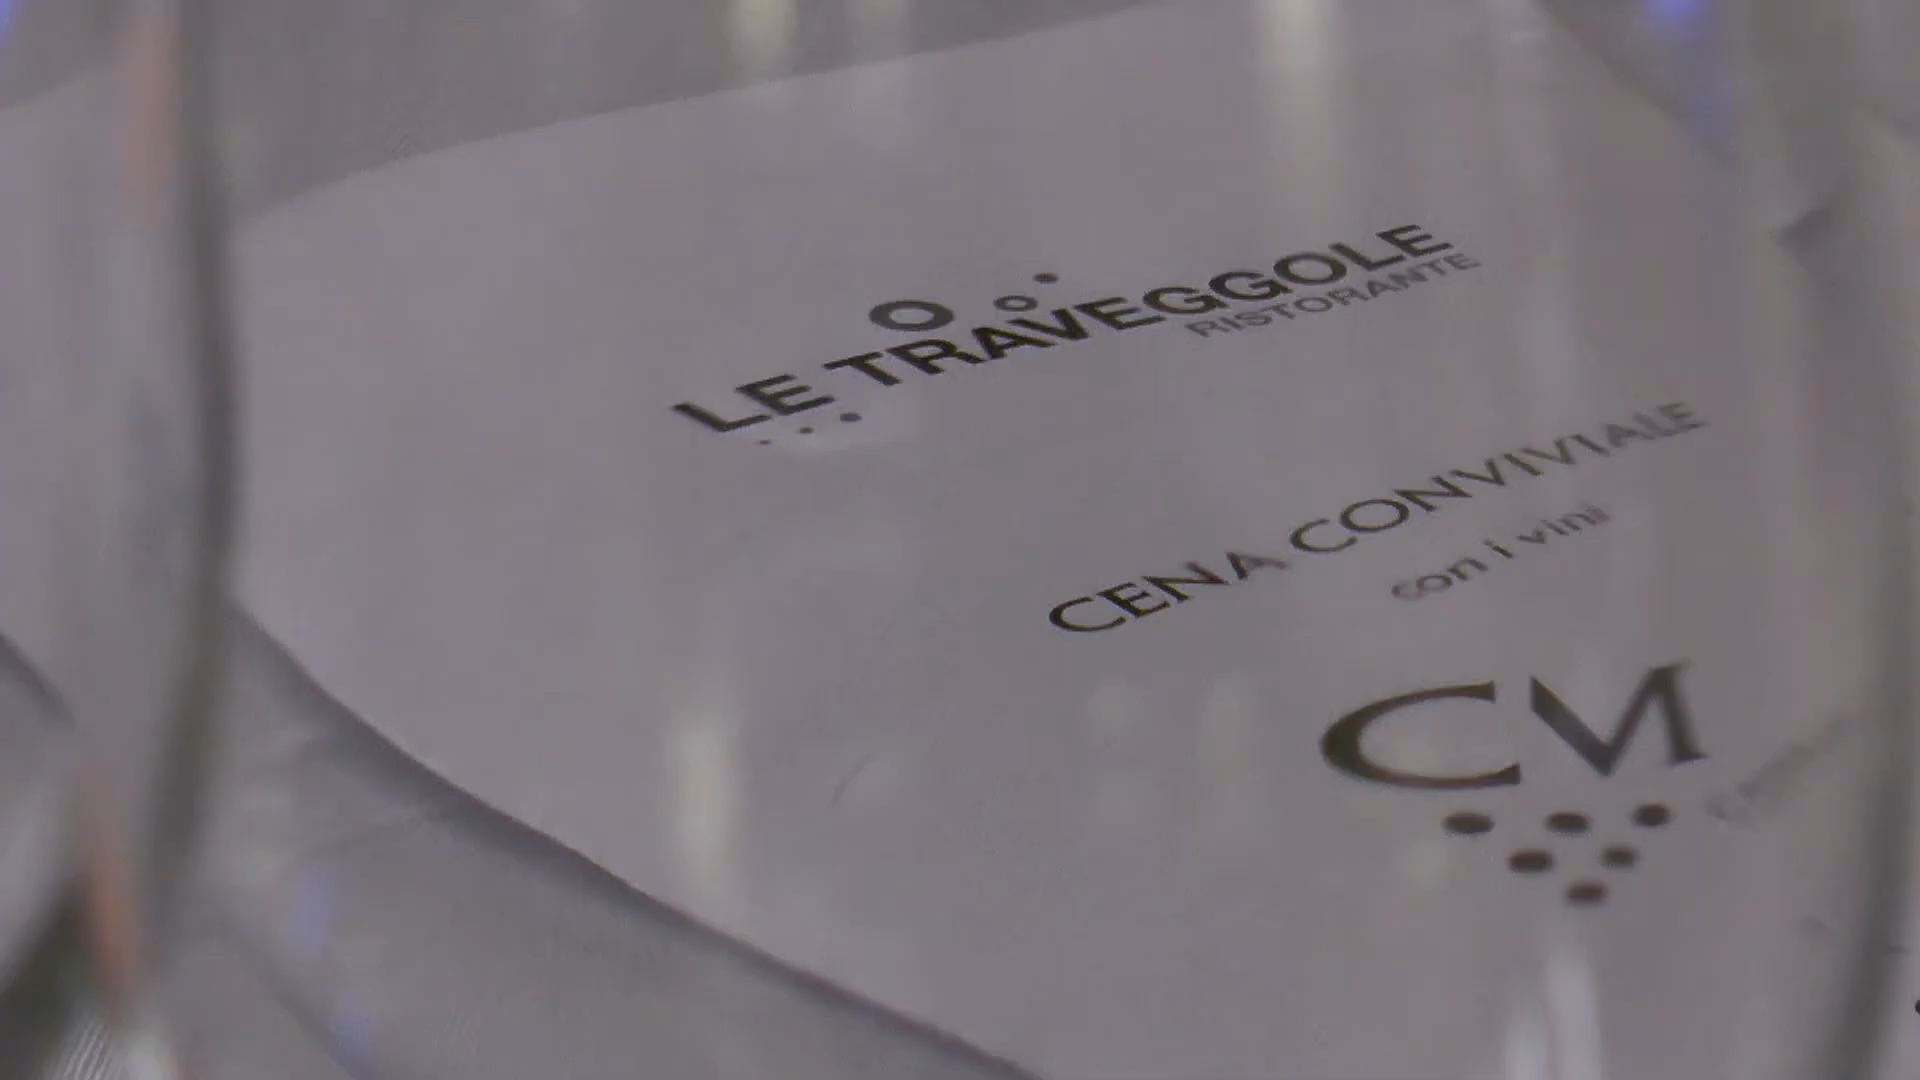 LE TRAVEGGOLE
RISTORANTE
CENA CONVIVIALE
con i vini
CM